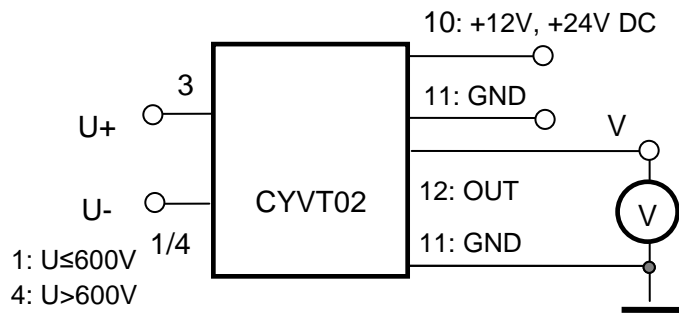 10: +12V, +24V DC
3
11: GND
U+
V
12: OUT
CYVT02
V
U-
1/4
11: GND
1: U≤600V
4: U>600V